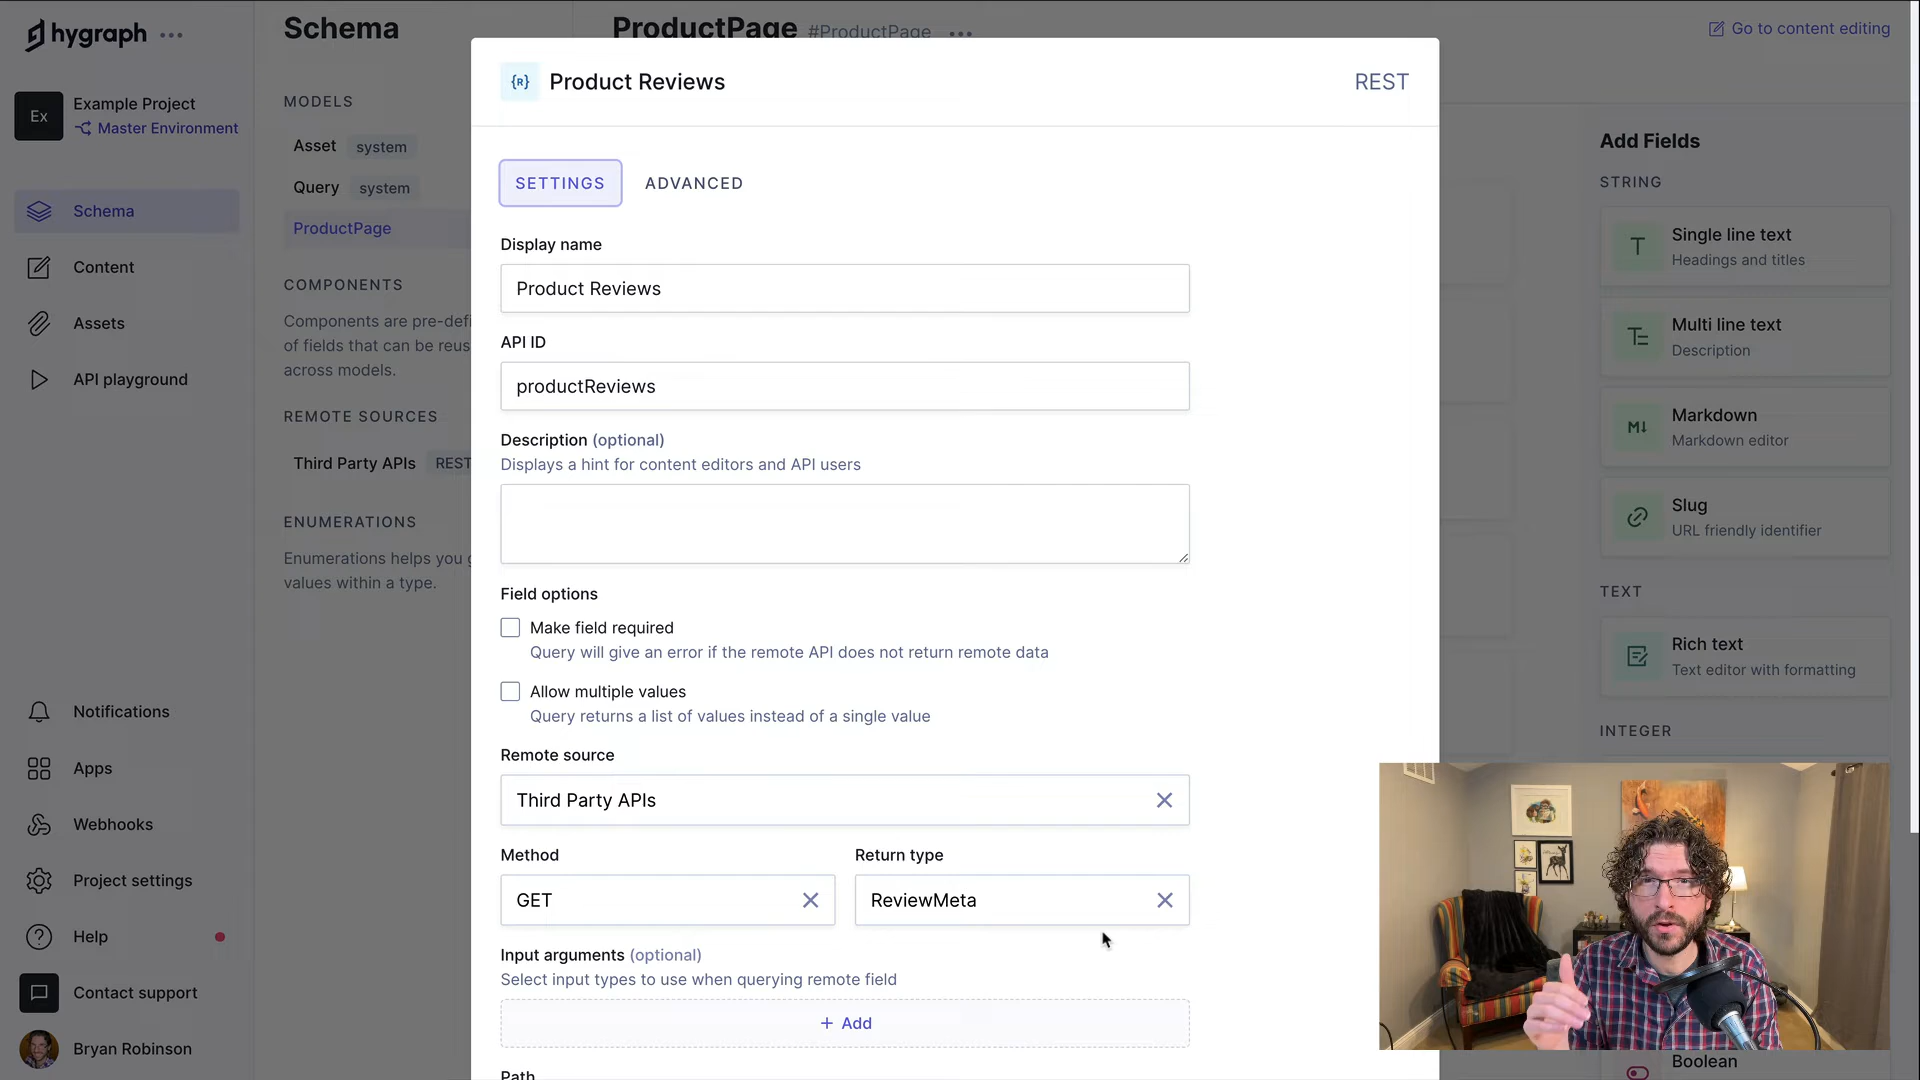 hygraph
Ex
Example Project
Master Environment
Schema
Content
Assets
API playground
Notifications
Apps
Webhooks
Project settings
Help
Contact support
Bryan Robinson
Schema
MODELS
Asset system
Query system
ProductPage
COMPONENTS
Components are pre-defi
of fields that can be reus
across models.
REMOTE SOURCES
Third Party APIs REST
ENUMERATIONS
Enumerations helps you
values within a type.
ProductPage #ProductPage
Go to content editing
{R} Product Reviews
REST
SETTINGS
ADVANCED
Display name
Product Reviews
API ID
productReviews
Description (optional)
Displays a hint for content editors and API users
Field options
Make field required
Query will give an error if the remote API does not return remote data
Allow multiple values
Query returns a list of values instead of a single value
Remote source
Third Party APIs
Method
Return type
GET
ReviewMeta
Input arguments (optional)
Select input types to use when querying remote field
+ Add
Path
Add Fields
STRING
Single line text
Headings and titles
Multi line text
Description
Markdown
Markdown editor
Slug
URL friendly identifier
TEXT
Rich text
Text editor with formatting
INTEGER
Boolean